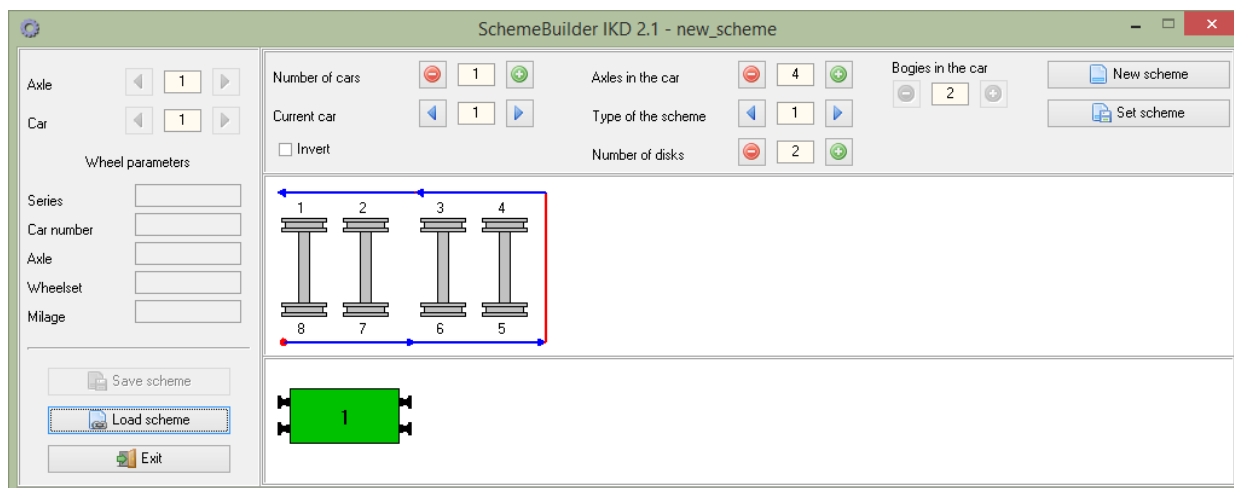 SchemeBuilder IKD 2.1 - new_scheme
Axle 1
Car 1
Wheel parameters
Series
Car number
Axle
Wheelset
Milage
Save scheme
Load scheme
Exit
Number of cars 1
Current car 1
Invert
Axles in the car 4
Type of the scheme 1
Number of disks 2
Bogies in the car
2
New scheme
Set scheme
1 2 3 4
8 7 6 5
1